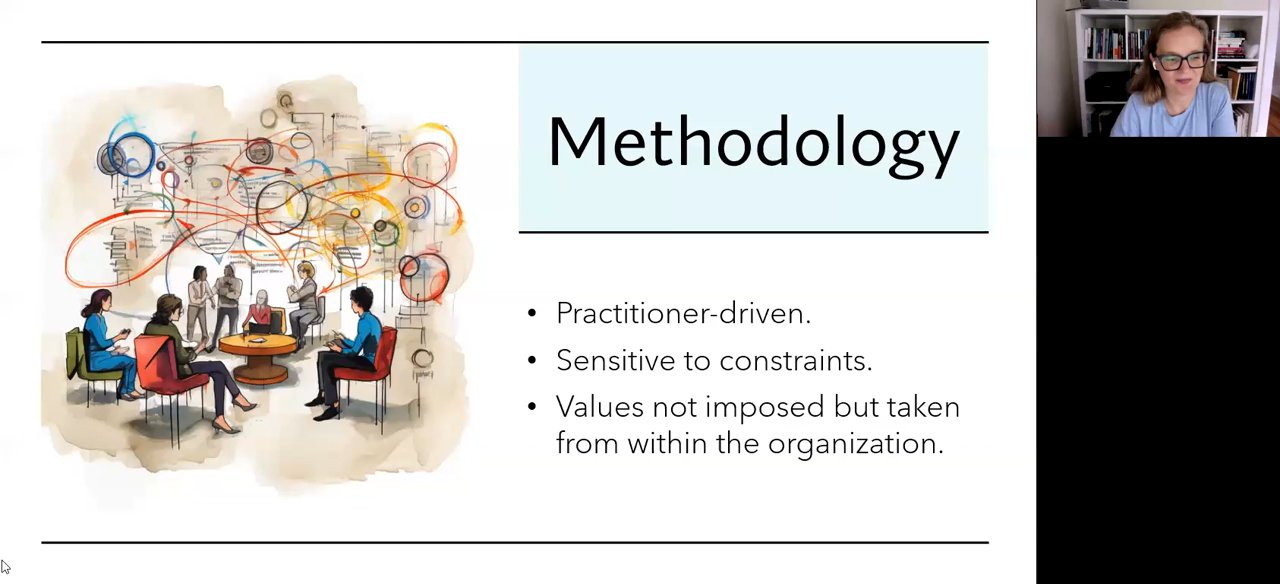 Methodology
• Practitioner-driven.
• Sensitive to constraints.
• Values not imposed but taken
from within the organization.